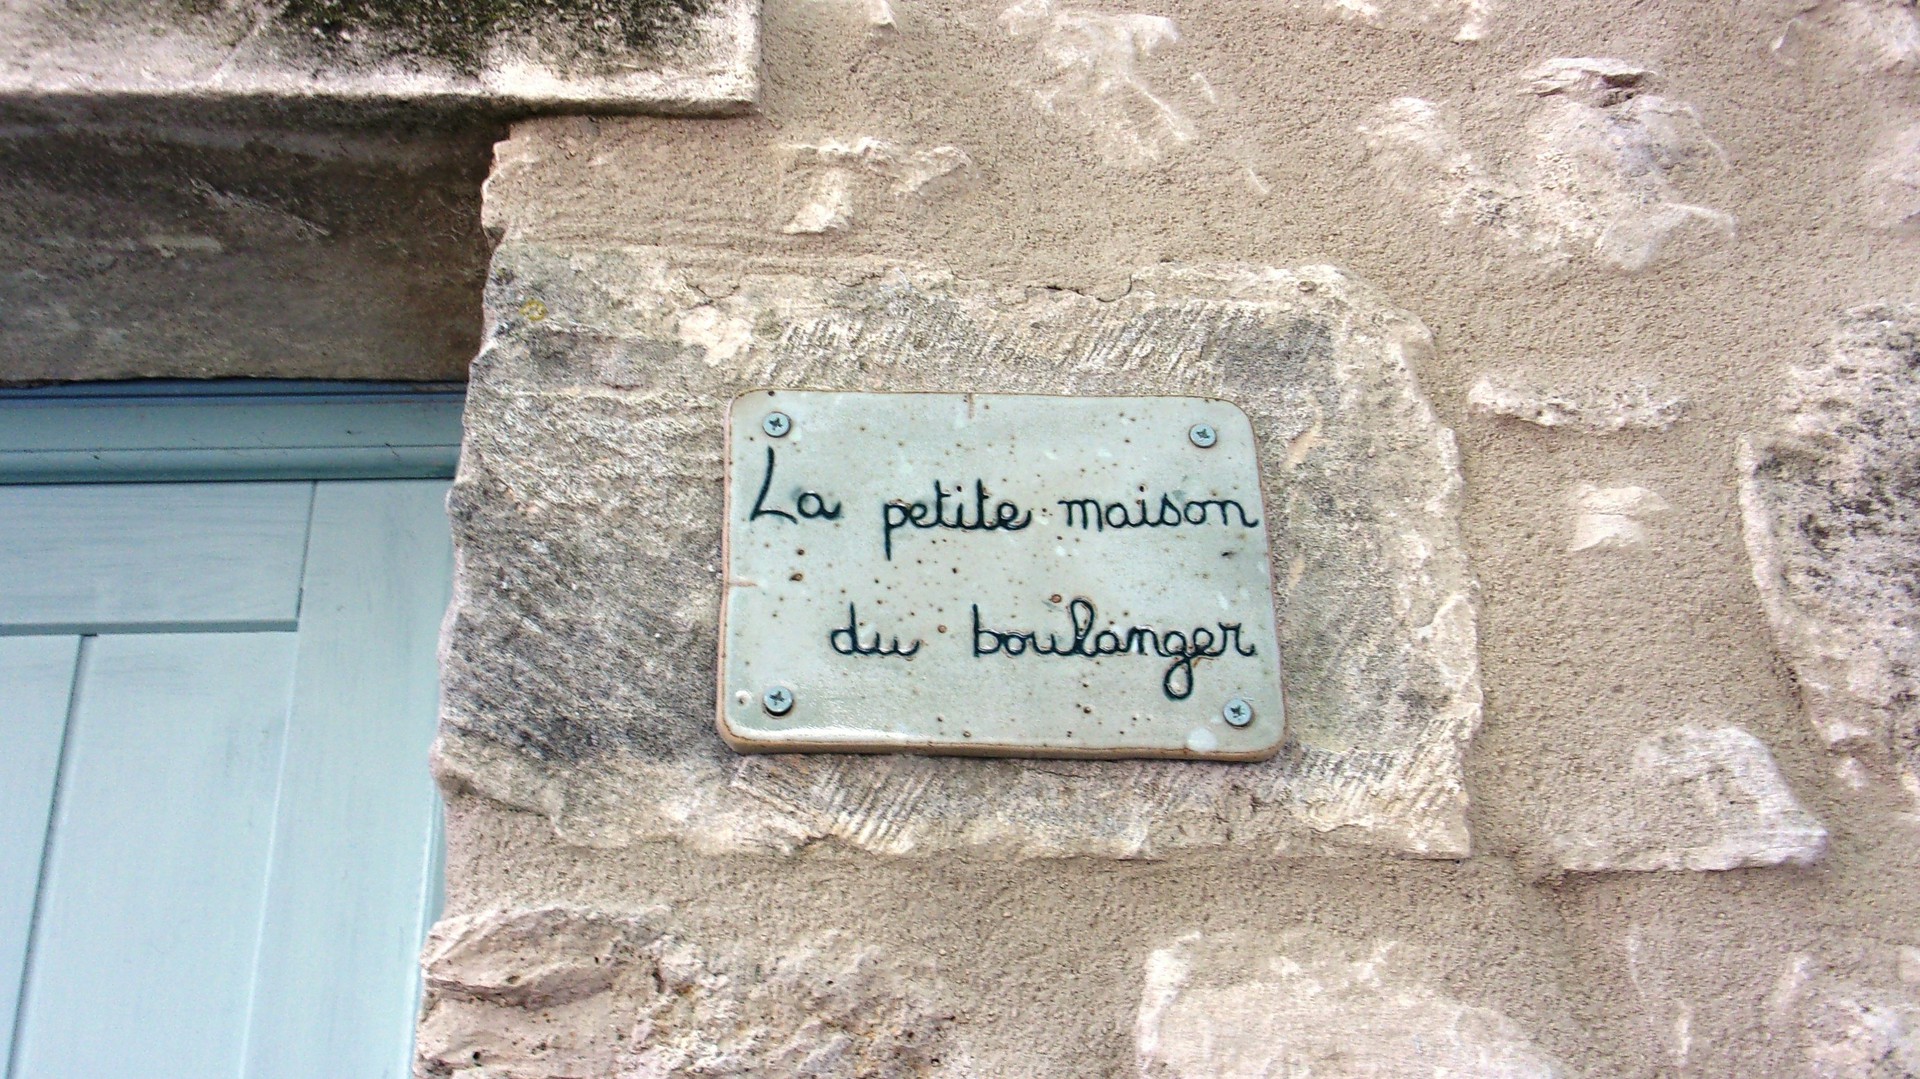 La petite maison
du boulanger